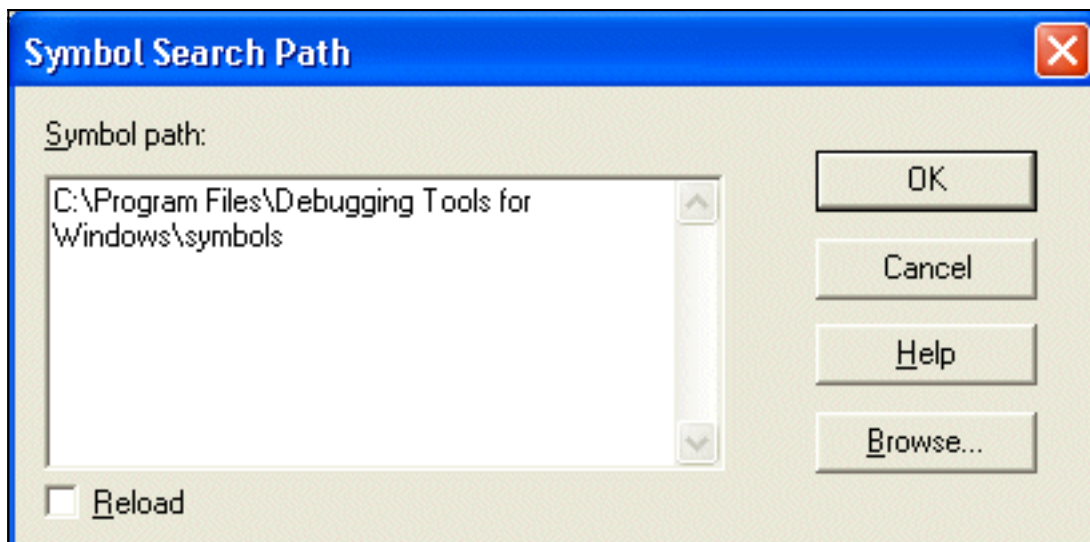 Symbol Search Path
Symbol path:
C:\Program Files\Debugging Tools for
Windows\symbols
OK
Cancel
Help
Browse...
Reload